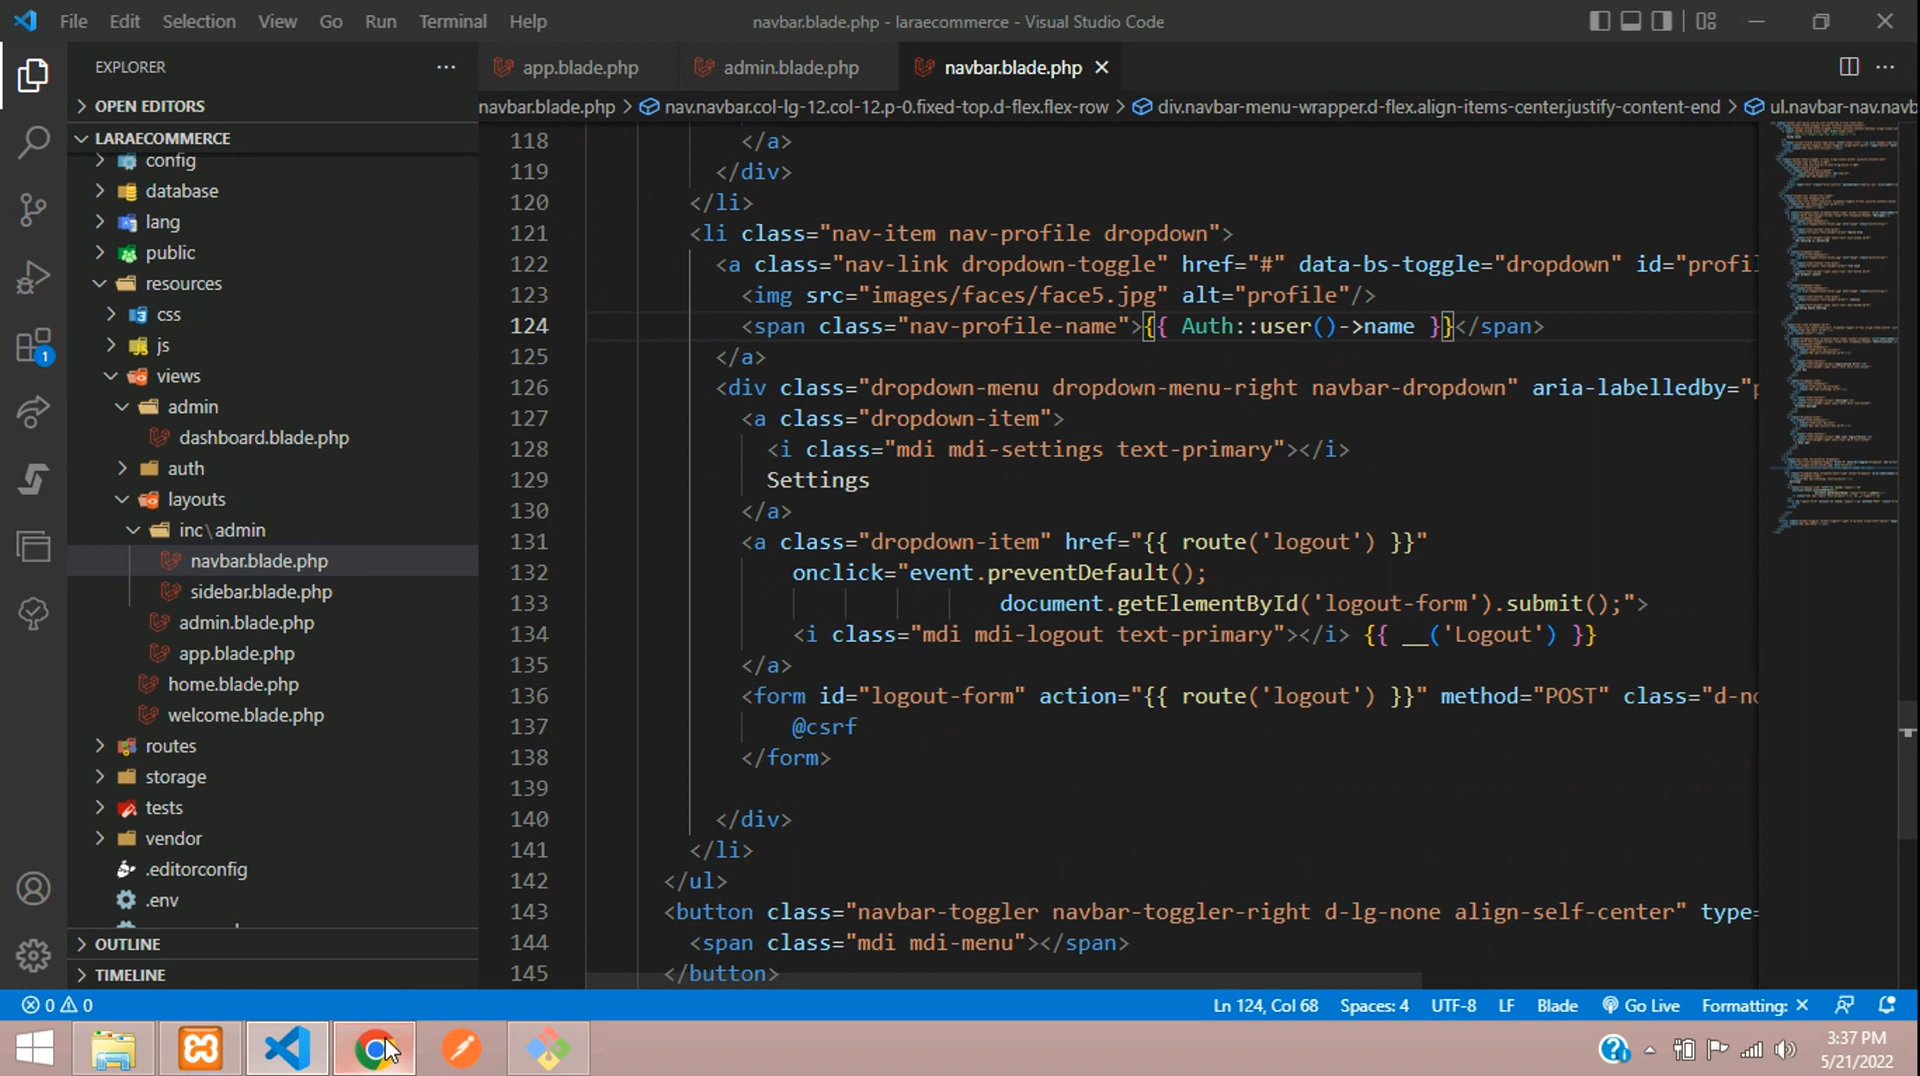 File Edit Selection View Go Run Terminal Help
navbar.blade.php - laraecommerce - Visual Studio Code
EXPLORER
OPEN EDITORS
LARAECOMMERCE
config
database
lang
public
resources
css
js
views
admin
dashboard.blade.php
auth
layouts
inc\admin
navbar.blade.php
sidebar.blade.php
admin.blade.php
app.blade.php
home.blade.php
welcome.blade.php
routes
storage
tests
vendor
.editorconfig
.env
OUTLINE
TIMELINE
1
app.blade.php admin.blade.php navbar.blade.php
navbar.blade.php > nav.navbar.col-lg-12.col-12.p-0.fixed-top.d-flex.flex-row > div.navbar-menu-wrapper.d-flex.align-items-center.justify-content-end > ul.navbar-nav.navb
118 </a>
119 </div>
120 </li>
121 <li class="nav-item nav-profile dropdown">
122 <a class="nav-link dropdown-toggle" href="#" data-bs-toggle="dropdown" id="profil
123 <img src="images/faces/face5.jpg" alt="profile"/>
124 <span class="nav-profile-name">{{ Auth::user()->name }}</span>
125 </a>
126 <div class="dropdown-menu dropdown-menu-right navbar-dropdown" aria-labelledby="p
127 <a class="dropdown-item">
128 <i class="mdi mdi-settings text-primary"></i>
129 Settings
130 </a>
131 <a class="dropdown-item" href="{{ route('logout') }}"
132 onclick="event.preventDefault();
133 document.getElementById('logout-form').submit();">
134 <i class="mdi mdi-logout text-primary"></i> {{ __('Logout') }}
135 </a>
136 <form id="logout-form" action="{{ route('logout') }}" method="POST" class="d-no
137 @csrf
138 </form>
139
140 </div>
141 </li>
142 </ul>
143 <button class="navbar-toggler navbar-toggler-right d-lg-none align-self-center" type=
144 <span class="mdi mdi-menu"></span>
145 </button>
0 0
Ln 124, Col 68 Spaces: 4 UTF-8 LF Blade Go Live Formatting: ×
3:37 PM
5/21/2022